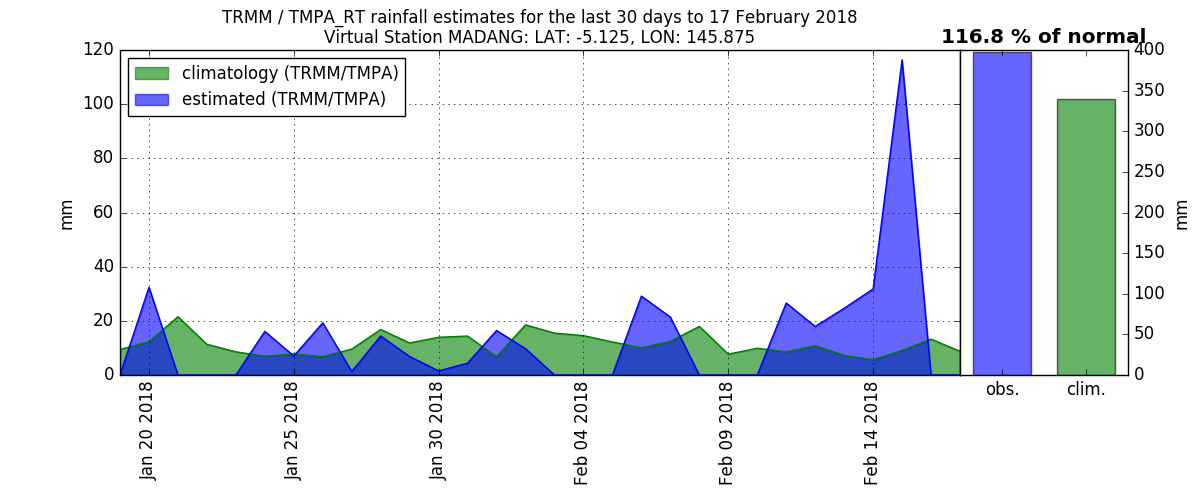 TRMM / TMPA_RT rainfall estimates for the last 30 days to 17 February 2018
Virtual Station MADANG: LAT: -5.125, LON: 145.875
116.8 % of normal
climatology (TRMM/TMPA)
estimated (TRMM/TMPA)
120
100
80
60
40
20
0
mm
Jan 20 2018
Jan 25 2018
Jan 30 2018
Feb 04 2018
Feb 09 2018
Feb 14 2018
obs.
clim.
400
350
300
250
200
150
100
50
0
mm